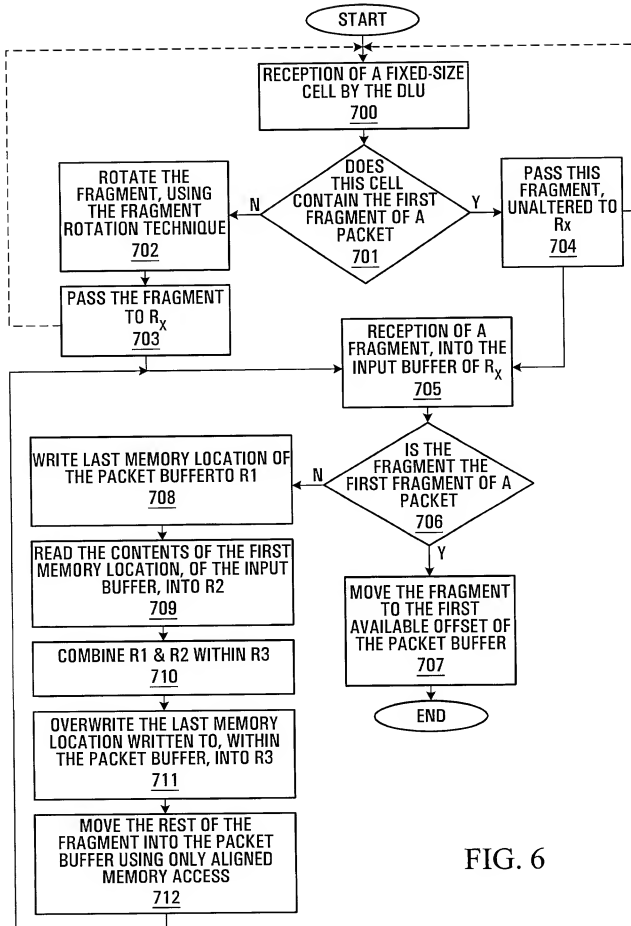 START
RECEPTION OF A FIXED-SIZE
CELL BY THE DLU
700
DOES
THIS CELL
CONTAIN THE FIRST
FRAGMENT OF A
PACKET
701
N
Y
ROTATE THE
FRAGMENT, USING
THE FRAGMENT
ROTATION TECHNIQUE
702
PASS THIS
FRAGMENT,
UNALTERED TO
Rx
704
PASS THE FRAGMENT
TO RX
703
RECEPTION OF A
FRAGMENT, INTO THE
INPUT BUFFER OF RX
705
IS THE
FRAGMENT THE
FIRST FRAGMENT OF A
PACKET
706
N
Y
WRITE LAST MEMORY LOCATION OF
THE PACKET BUFFERTO R1
708
READ THE CONTENTS OF THE FIRST
MEMORY LOCATION, OF THE INPUT
BUFFER, INTO R2
709
MOVE THE FRAGMENT
TO THE FIRST
AVAILABLE OFFSET OF
THE PACKET BUFFER
707
COMBINE R1 & R2 WITHIN R3
710
END
OVERWRITE THE LAST MEMORY
LOCATION WRITTEN TO, WITHIN
THE PACKET BUFFER, INTO R3
711
MOVE THE REST OF THE
FRAGMENT INTO THE PACKET
BUFFER USING ONLY ALIGNED
MEMORY ACCESS
712
FIG. 6